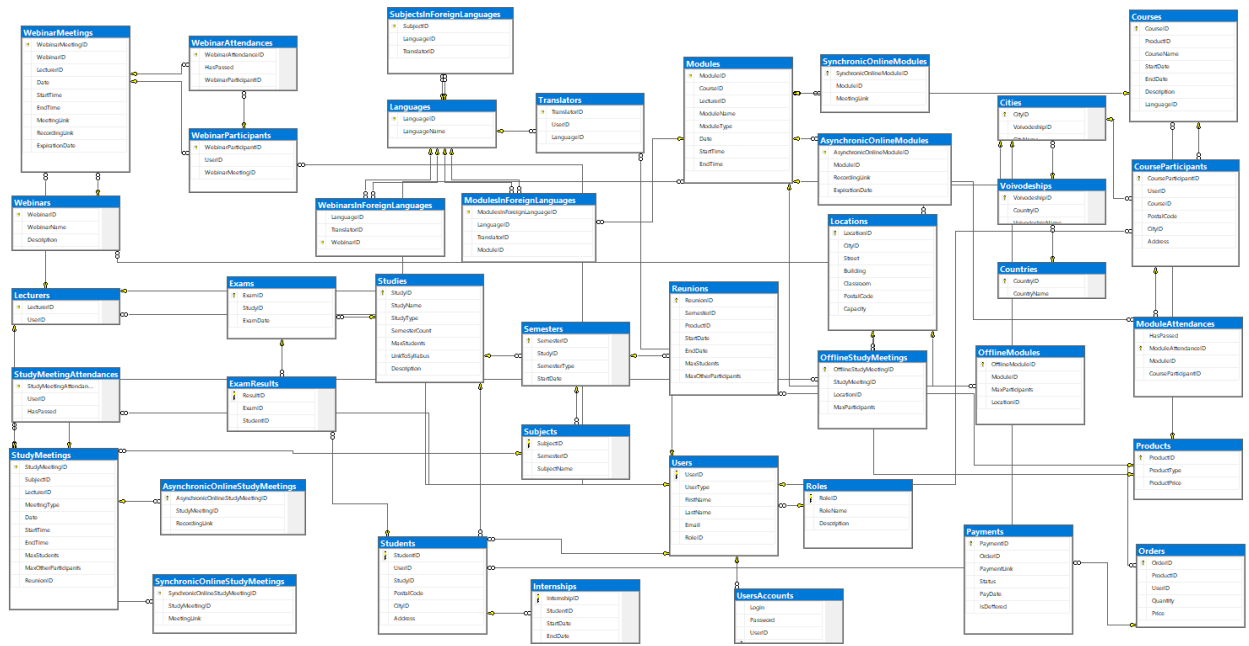 WebinarMeetings
WebinarMeetingID
WebinarID
LecturerID
Date
StartTime
EndTime
MeetingLink
RecordingLink
ExpirationDate
WebinarAttendances
WebinarAttendanceID
HasPassed
WebinarParticipantID
WebinarParticipants
WebinarParticipantID
UserID
WebinarMeetingID
Webinars
WebinarID
WebinarName
Description
Lecturers
LecturerID
UserID
StudyMeetingAttendances
StudyMeetingAttendan...
UserID
HasPassed
StudyMeetings
StudyMeetingID
SubjectID
LecturerID
MeetingType
Date
StartTime
EndTime
MaxStudents
MaxOtherParticipants
ReunionID
AsynchronicOnlineStudyMeetings
AsynchronicOnlineStudyMeetingID
StudyMeetingID
RecordingLink
SynchronicOnlineStudyMeetings
SynchronicOnlineStudyMeetingID
StudyMeetingID
MeetingLink
SubjectsInForeignLanguages
SubjectID
LanguageID
TranslatorID
Languages
LanguageID
LanguageName
Translators
TranslatorID
UserID
LanguageID
WebinarsInForeignLanguages
LanguageID
TranslatorID
WebinarID
ModulesInForeignLanguages
ModulesInForeignLanguageID
LanguageID
TranslatorID
ModuleID
Exams
ExamID
StudyID
ExamDate
ExamResults
ResultID
ExamID
StudentID
Studies
StudyID
StudyName
StudyType
SemesterCount
MaxStudents
LinkToSyllabus
Description
Semesters
SemesterID
StudyID
SemesterType
StartDate
Subjects
SubjectID
SemesterID
SubjectName
Students
StudentID
UserID
StudyID
PostalCode
CityID
Address
Internships
InternshipID
StudentID
StartDate
EndDate
Modules
ModuleID
CourseID
LecturerID
ModuleName
ModuleType
Date
StartTime
EndTime
SynchronicOnlineModules
SynchronicOnlineModuleID
ModuleID
MeetingLink
AsynchronicOnlineModules
AsynchronicOnlineModuleID
ModuleID
RecordingLink
ExpirationDate
Locations
LocationID
CityID
Street
Building
Classroom
PostalCode
Capacity
Reunions
ReunionID
SemesterID
ProductID
StartDate
EndDate
MaxStudents
MaxOtherParticipants
OfflineStudyMeetings
OfflineStudyMeetingID
StudyMeetingID
LocationID
MaxParticipants
OfflineModules
OfflineModuleID
ModuleID
MaxParticipants
LocationID
Users
UserID
UserType
FirstName
LastName
Email
RoleID
Roles
RoleID
RoleName
Description
UsersAccounts
Login
Password
UserID
Cities
CityID
VoivodeshipID
Voivodeships
VoivodeshipID
CountryID
Countries
CountryID
CountryName
Courses
CourseID
ProductID
CourseName
StartDate
EndDate
Description
LanguageID
CourseParticipants
CourseParticipantID
UserID
CourseID
PostalCode
CityID
Address
ModuleAttendances
HasPassed
ModuleAttendanceID
ModuleID
CourseParticipantID
Products
ProductID
ProductType
ProductPrice
Payments
PaymentID
OrderID
PaymentLink
Status
PayDate
IsDeffered
Orders
OrderID
ProductID
UserID
Quantity
Price